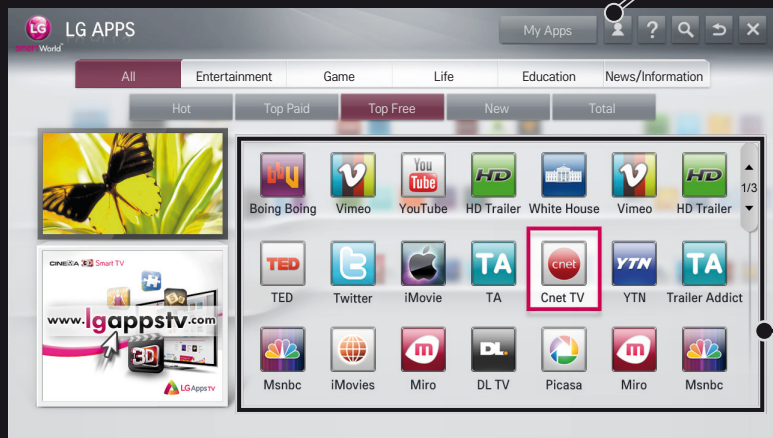 LG
smart World™
LG APPS
My Apps
?
All Entertainment Game Life Education News/Information
Hot Top Paid Top Free New Total
bbU
You Tube
HD
HD
1/3
Boing Boing Vimeo YouTube HD Trailer White House Vimeo HD Trailer
CINEMA 3D Smart TV
TED
TA
cnet
YTN
TA
TED Twitter iMovie TA Cnet TV YTN Trailer Addict
www.lgappstv.com
3D
LG Apps TV
m
DL.
m
Msnbc iMovies Miro DL TV Picasa Miro Msnbc